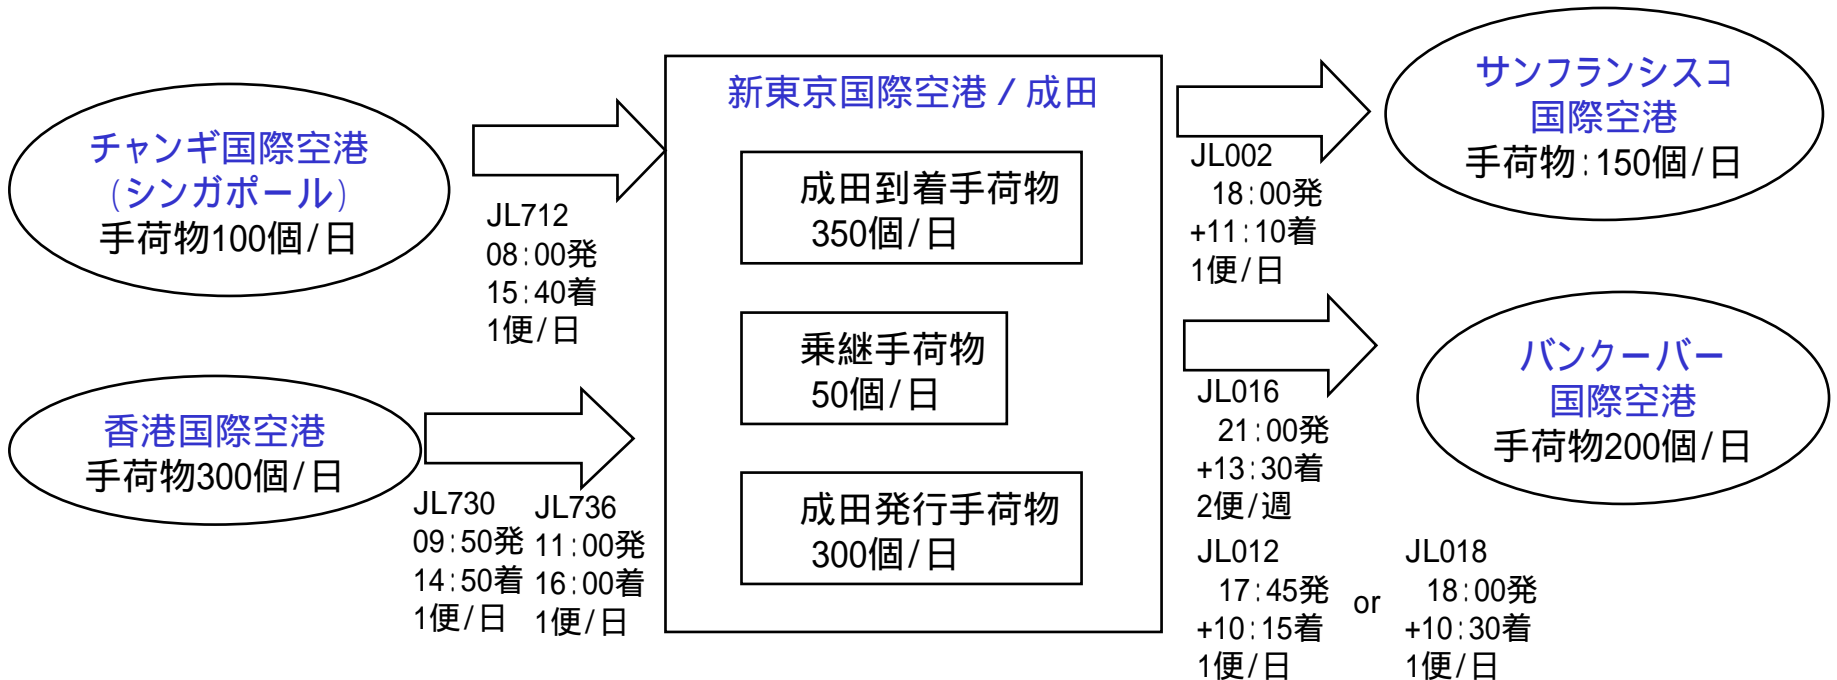 チャンギ国際空港
(シンガポール)
手荷物100個/日
JL712
08:00発
15:40着
1便/日
香港国際空港
手荷物300個/日
JL730
09:50発
14:50着
1便/日
JL736
11:00発
16:00着
1便/日
新東京国際空港/成田
成田到着手荷物
350個/日
乗継手荷物
50個/日
成田発行手荷物
300個/日
JL002
18:00発
+11:10着
1便/日
サンフランシスコ
国際空港
手荷物:150個/日
JL016
21:00発
+13:30着
2便/週
JL012
17:45発
+10:15着
1便/日
or
JL018
18:00発
+10:30着
1便/日
バンクーバー
国際空港
手荷物200個/日